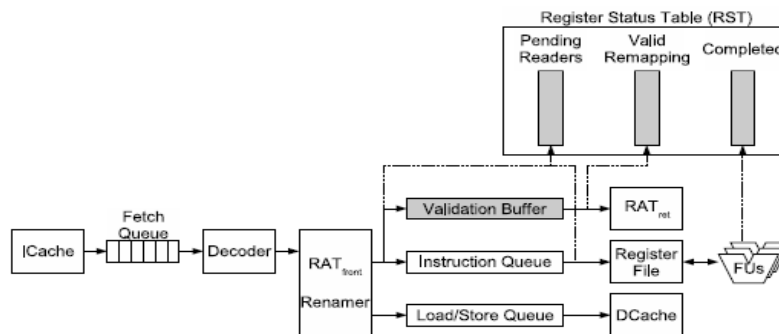 Register Status Table (RST)
Pending
Readers
Valid
Remapping
Completed
Fetch
Queue
ICache
Decoder
RATfront
Renamer
Validation Buffer
RATret
Instruction Queue
Register
File
FUs
Load/Store Queue
DCache